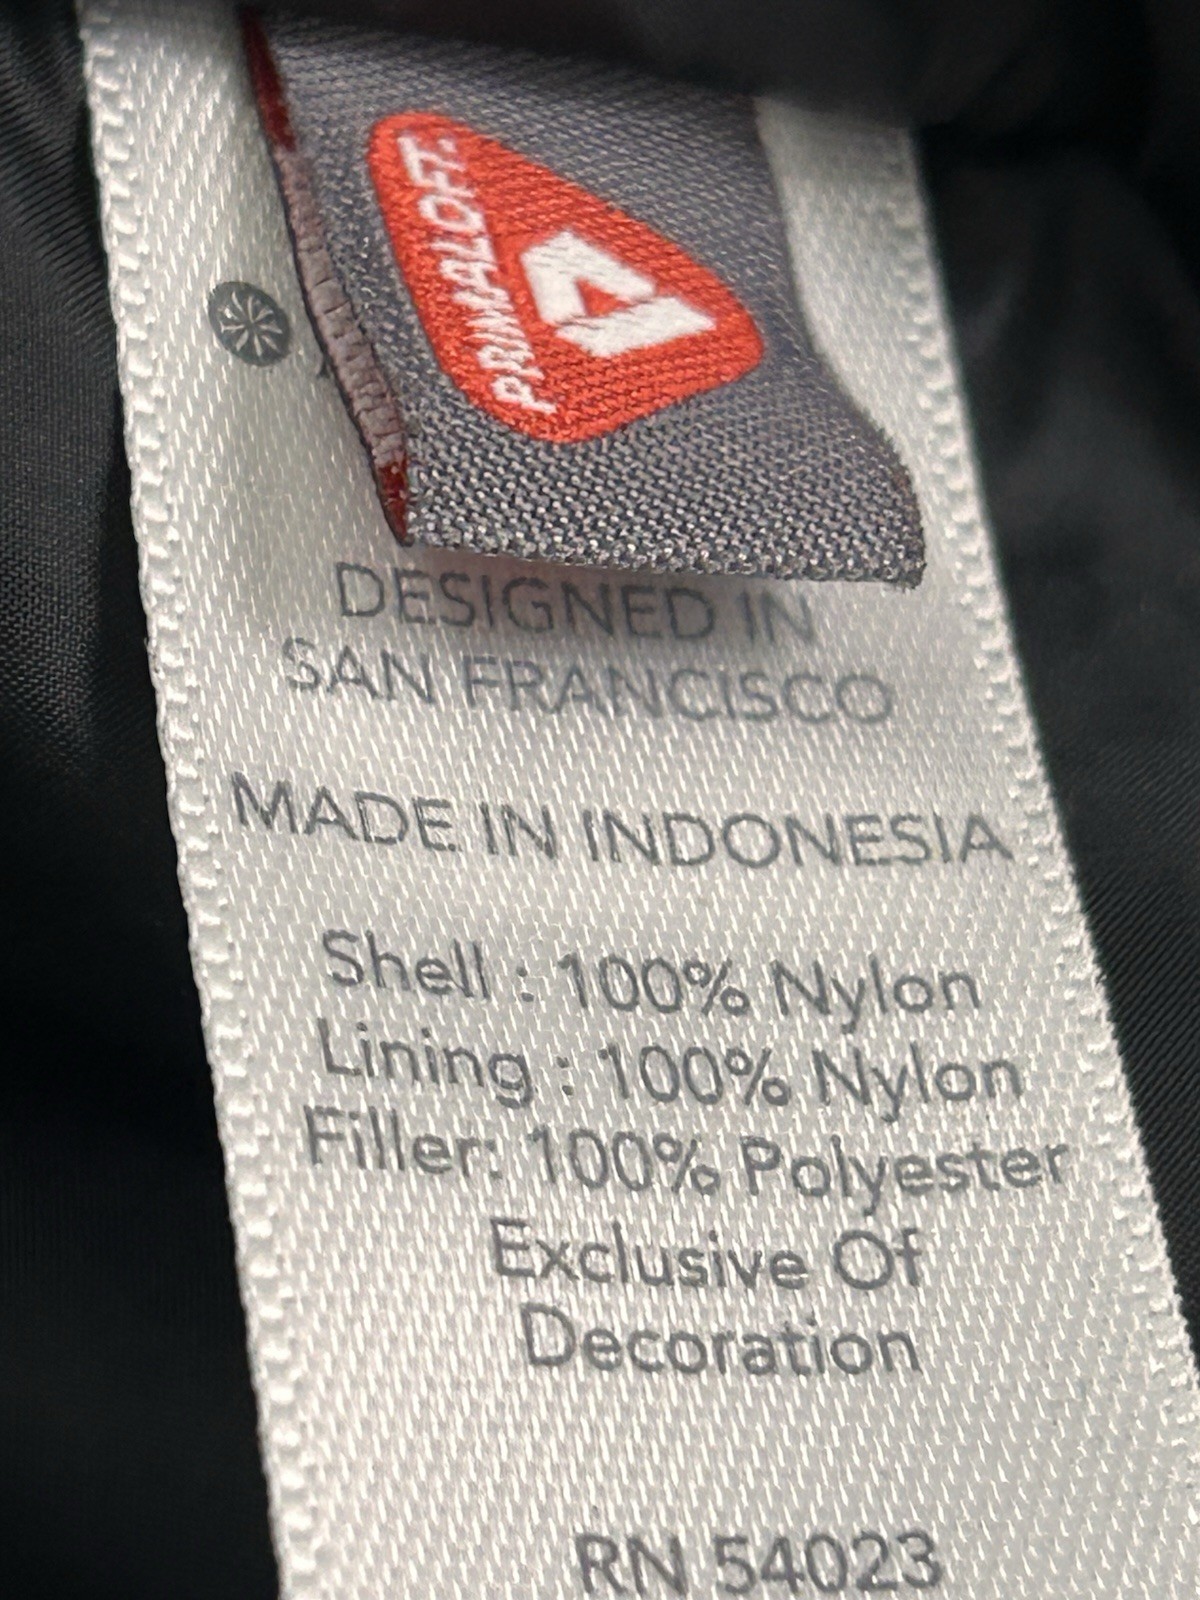 PRIMALOFT.
DESIGNED IN
SAN FRANCISCO
MADE IN INDONESIA
Shell : 100% Nylon
Lining : 100% Nylon
Filler: 100% Polyester
Exclusive Of
Decoration
RN 54023